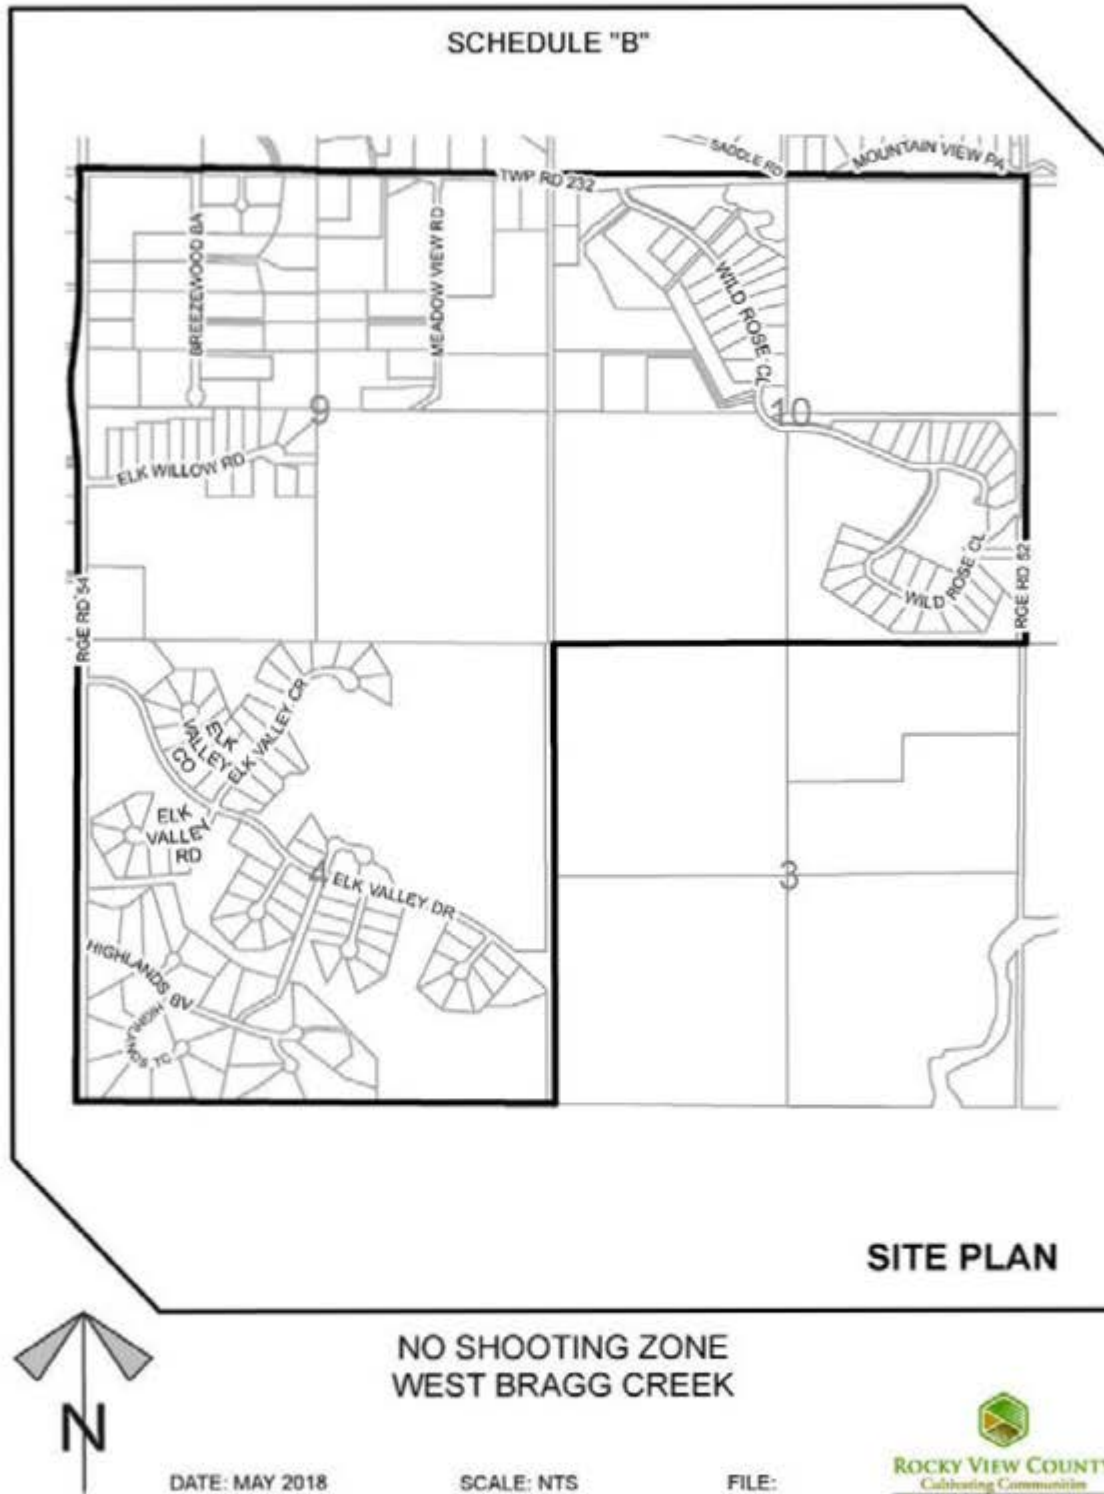 SCHEDULE "B"
SADDLE RD
MOUNTAIN VIEW PA
TWP RD 232
BREEZEWOOD BA
MEADOW VIEW RD
WILD ROSE CL
9
10
ELK WILLOW RD
RGE RD 54
RGE RD 52
WILD ROSE CL
ELK
VALLEY
CO
ELK VALLEY CR
ELK
VALLEY
RD
4
ELK VALLEY DR
3
HIGHLANDS BV
HIGHLANDS TC
SITE PLAN
NO SHOOTING ZONE
WEST BRAGG CREEK
N
DATE: MAY 2018
SCALE: NTS
FILE:
ROCKY VIEW COUNTY
Cultivating Communities